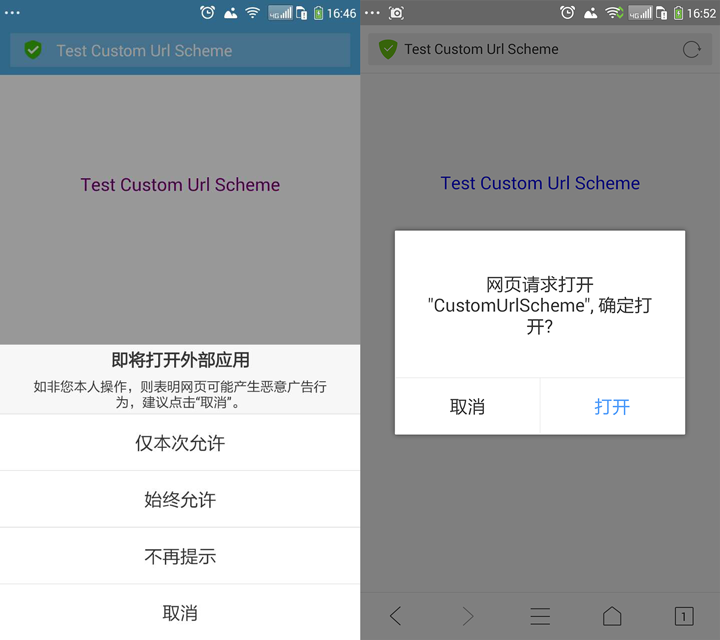 16:46
Test Custom Url Scheme
Test Custom Url Scheme
即将打开外部应用
如非您本人操作，则表明网页可能产生恶意广告行
为，建议点击“取消”。
仅本次允许
始终允许
不再提示
取消
4G
16:52
Test Custom Url Scheme
Test Custom Url Scheme
网页请求打开
"CustomUrlScheme", 确定打
开?
取消
打开
1